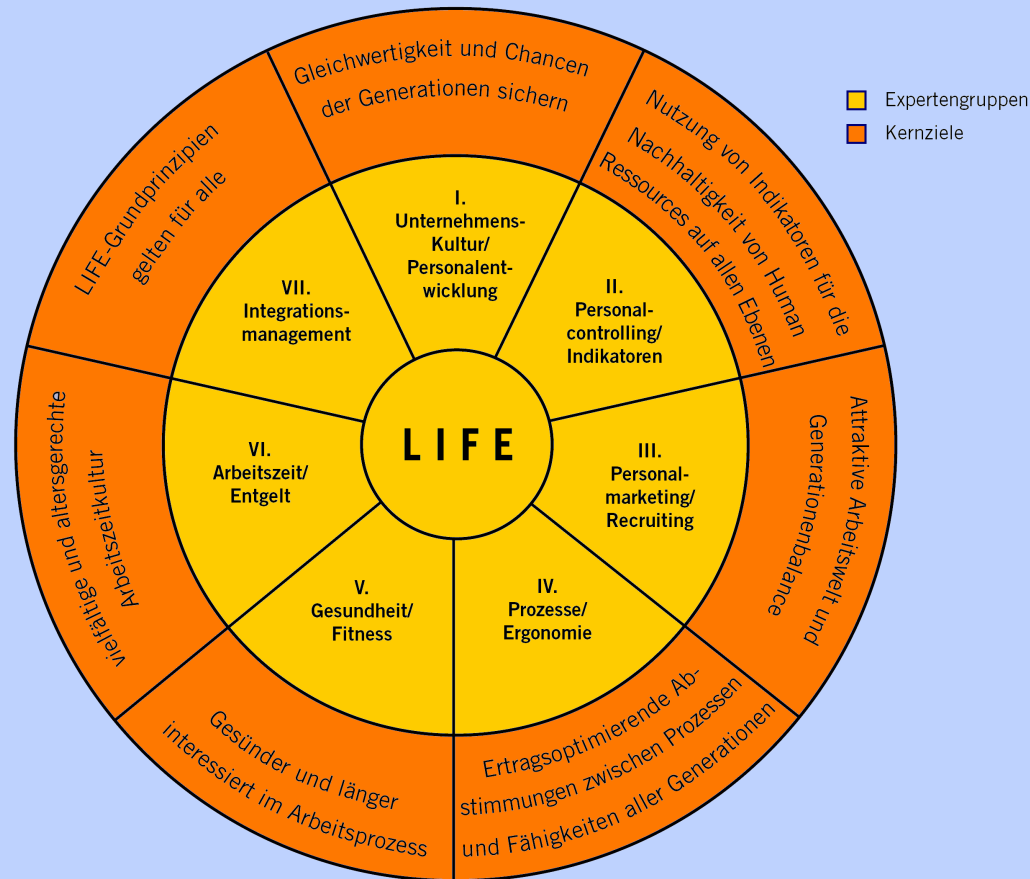 Expertengruppen
Kernziele
LIFE
Gleichwertigkeit und Chancen
der Generationen sichern
I.
Unternehmens-
Kultur/
Personalent-
wicklung
Nutzung von Indikatoren für die
Nachhaltigkeit von Human
Ressources auf allen Ebenen
II.
Personal-
controlling/
Indikatoren
Attraktive Arbeitswelt und
Generationenbalance
III.
Personal-
marketing/
Recruiting
Ertragsoptimierende Ab-
stimmungen zwischen Prozessen
und Fähigkeiten aller Generationen
IV.
Prozesse/
Ergonomie
Gesünder und länger
interessiert im Arbeitsprozess
V.
Gesundheit/
Fitness
vielfältige und altersgerechte
Arbeitszeitkultur
VI.
Arbeitszeit/
Entgelt
LIFE-Grundprinzipien
gelten für alle
VII.
Integrations-
management